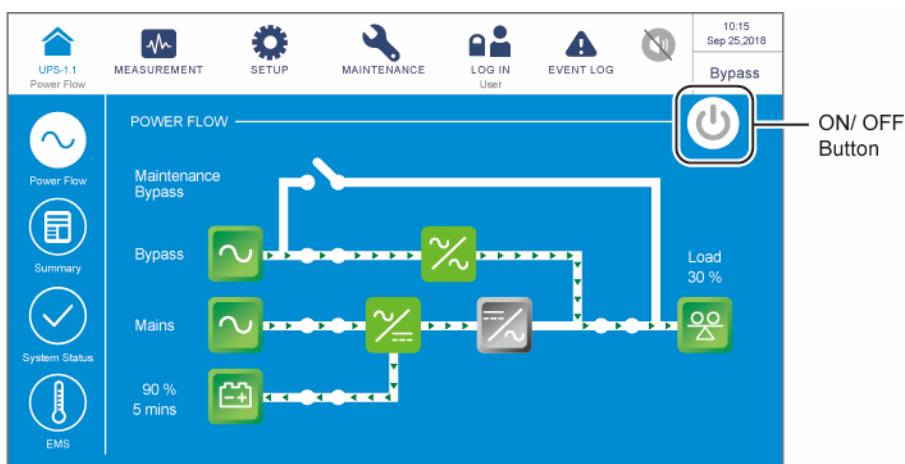 UPS-1.1
Power Flow
MEASUREMENT
SETUP
MAINTENANCE
LOG IN
User
EVENT LOG
10:15
Sep 25,2018
Bypass
ON/ OFF
Button
POWER FLOW
Power Flow
Summary
System Status
EMS
Maintenance
Bypass
Bypass
Mains
90 %
5 mins
Load
30 %